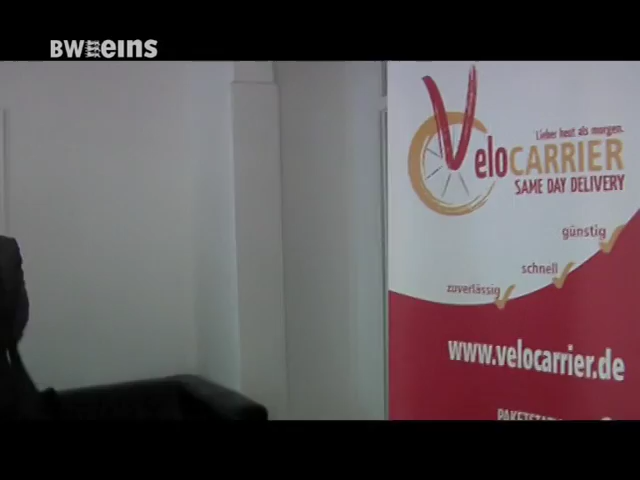 BW eins
Lieber heut als morgen.
VeloCARRIER
SAME DAY DELIVERY
günstig
schnell
zuverlässig
www.velocarrier.de